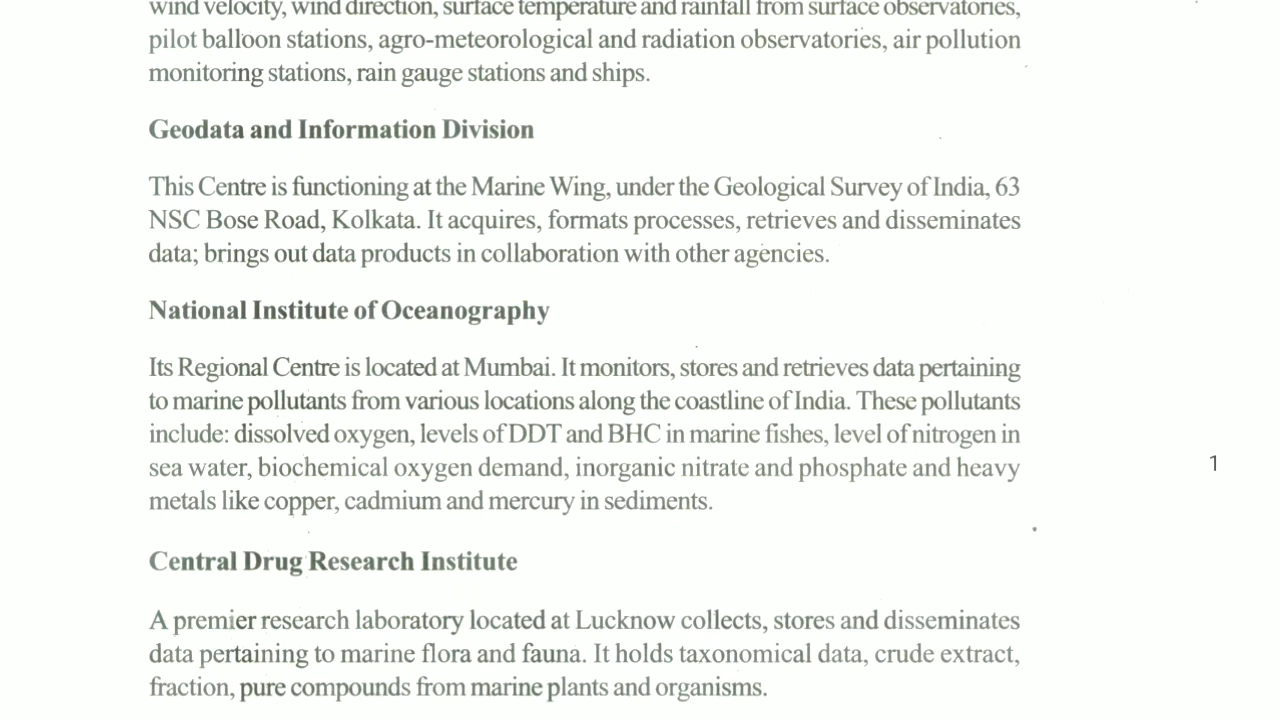 wind velocity, wind direction, surface temperature and rainfall from surface observatories,
pilot balloon stations, agro-meteorological and radiation observatories, air pollution
monitoring stations, rain gauge stations and ships.
Geodata and Information Division
This Centre is functioning at the Marine Wing, under the Geological Survey of India, 63
NSC Bose Road, Kolkata. It acquires, formats processes, retrieves and disseminates
data; brings out data products in collaboration with other agencies.
National Institute of Oceanography
Its Regional Centre is located at Mumbai. It monitors, stores and retrieves data pertaining
to marine pollutants from various locations along the coastline of India. These pollutants
include: dissolved oxygen, levels of DDT and BHC in marine fishes, level of nitrogen in
sea water, biochemical oxygen demand, inorganic nitrate and phosphate and heavy
metals like copper, cadmium and mercury in sediments.
1
Central Drug Research Institute
A premier research laboratory located at Lucknow collects, stores and disseminates
data pertaining to marine flora and fauna. It holds taxonomical data, crude extract,
fraction, pure compounds from marine plants and organisms.